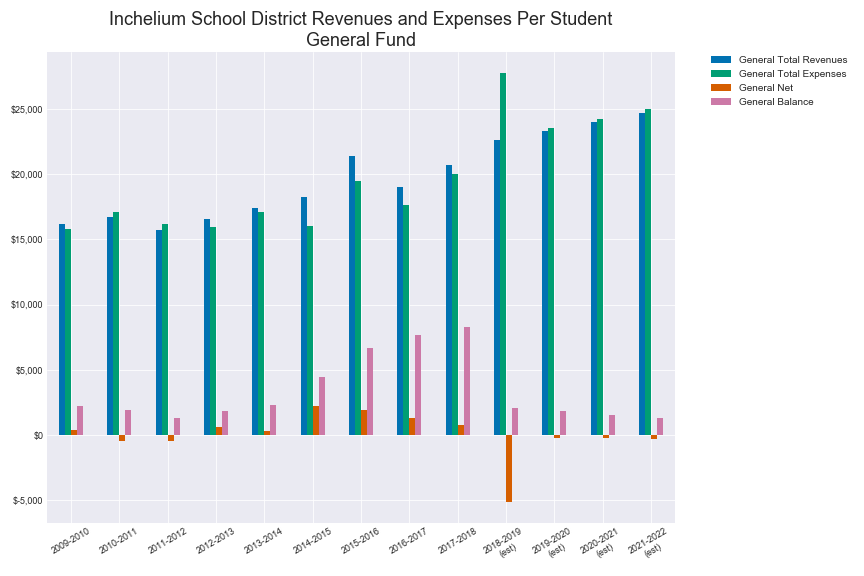 Inchelium School District Revenues and Expenses Per Student
General Fund
General Total Revenues
General Total Expenses
General Net
General Balance
$25,000
$20,000
$15,000
$10,000
$5,000
$0
$-5,000
2009-2010
2010-2011
2011-2012
2012-2013
2013-2014
2014-2015
2015-2016
2016-2017
2017-2018
2018-2019
(est)
2019-2020
(est)
2020-2021
(est)
2021-2022
(est)